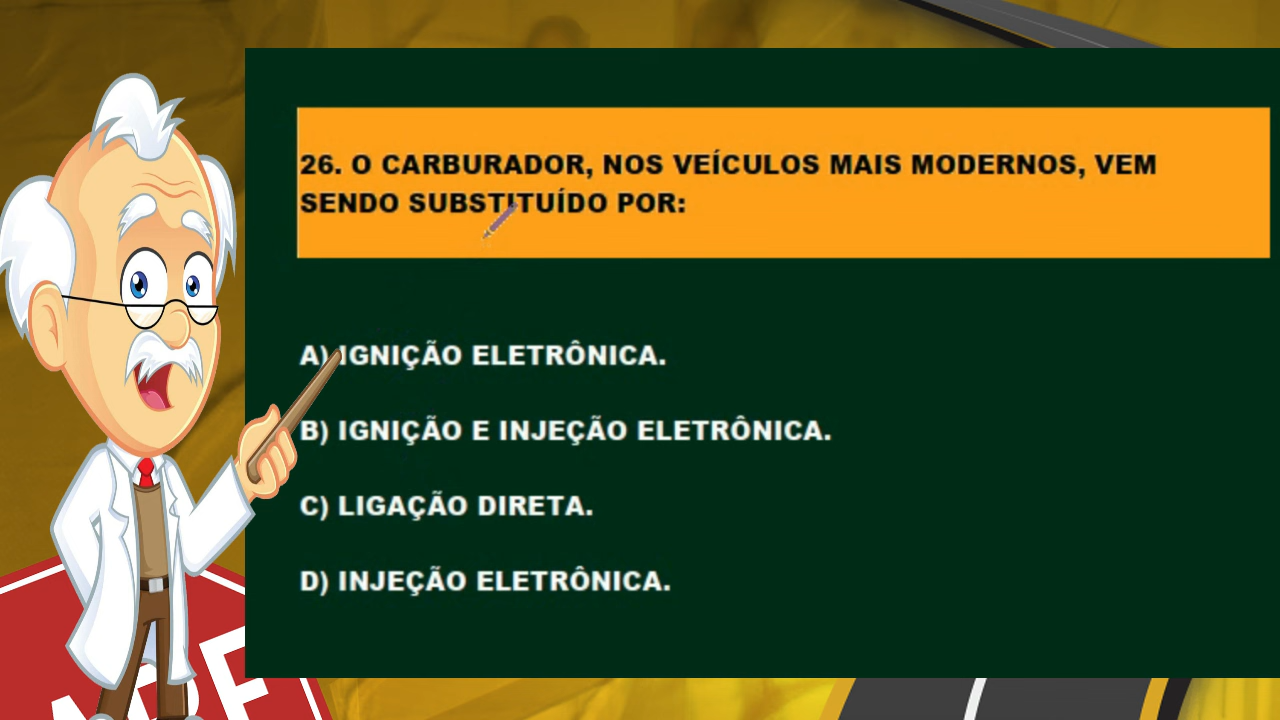 26. O CARBURADOR, NOS VEÍCULOS MAIS MODERNOS, VEM
SENDO SUBSTITUÍDO POR:
A) IGNIÇÃO ELETRÔNICA.
B) IGNIÇÃO E INJEÇÃO ELETRÔNICA.
C) LIGAÇÃO DIRETA.
D) INJEÇÃO ELETRÔNICA.